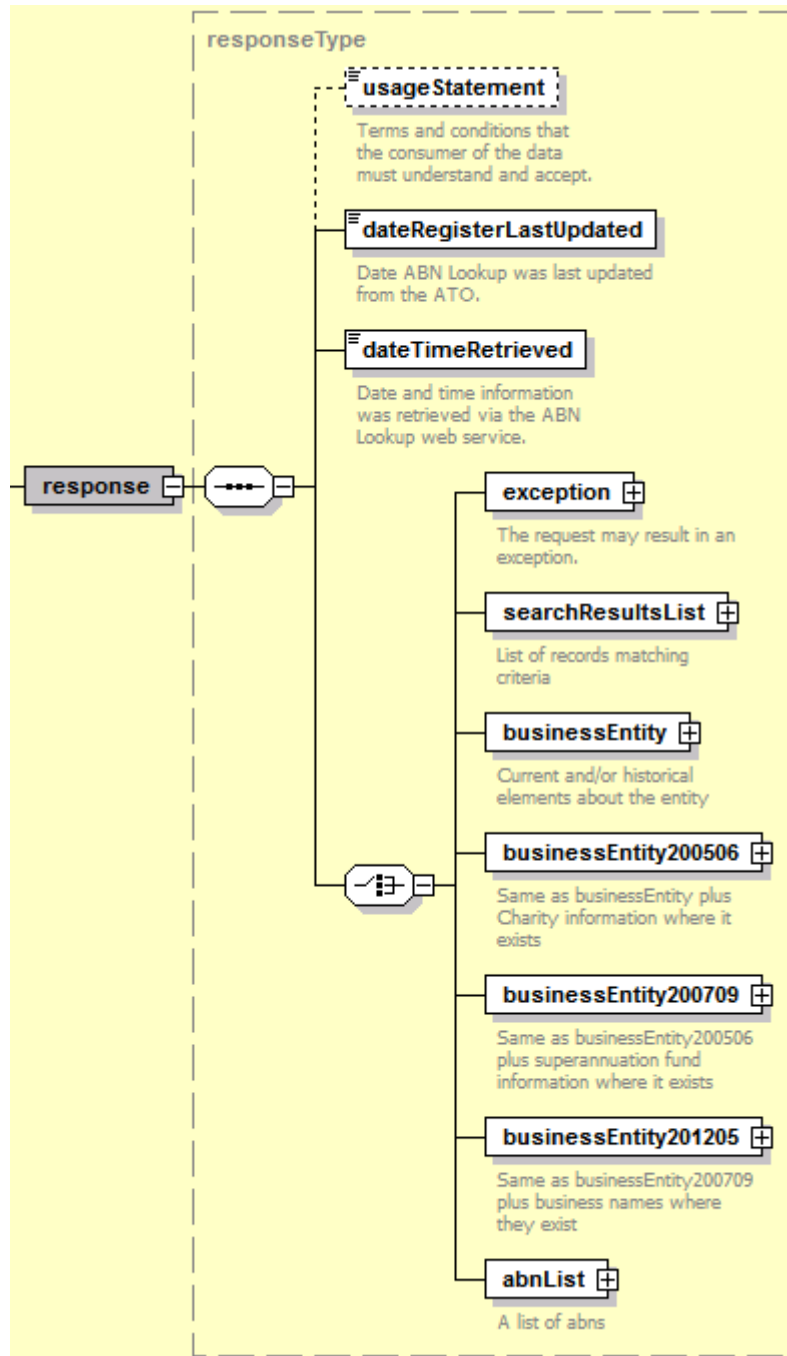 responseType
usageStatement
Terms and conditions that
the consumer of the data
must understand and accept.
dateRegisterLastUpdated
Date ABN Lookup was last updated
from the ATO.
dateTimeRetrieved
Date and time information
was retrieved via the ABN
Lookup web service.
response
exception
The request may result in an
exception.
searchResultsList
List of records matching
criteria
businessEntity
Current and/or historical
elements about the entity
businessEntity200506
Same as businessEntity plus
Charity information where it
exists
businessEntity200709
Same as businessEntity200506
plus superannuation fund
information where it exists
businessEntity201205
Same as businessEntity200709
plus business names where
they exist
abnList
A list of abns